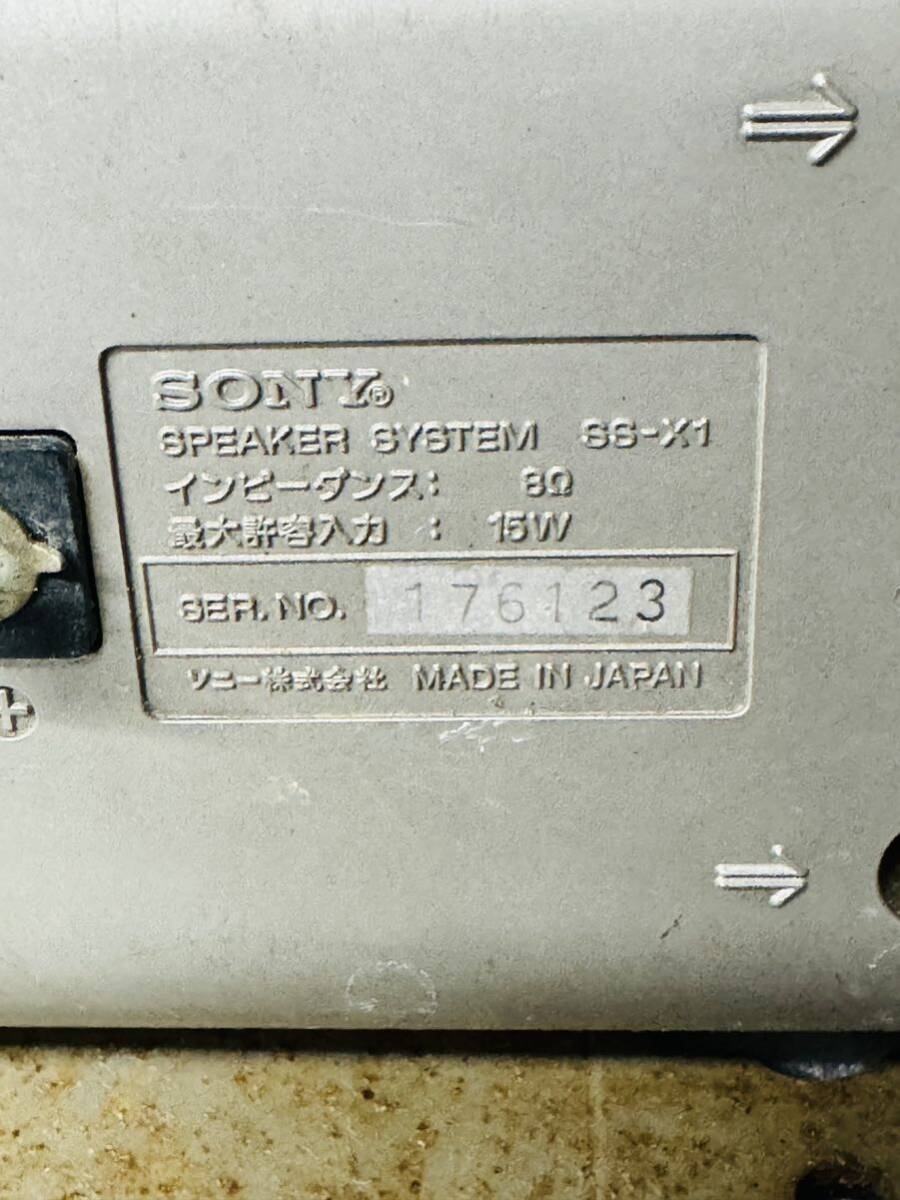 SONY®
SPEAKER SYSTEM SS-X1
インピーダンス: 8Ω
最大許容入力 : 15W
SER. NO. 176123
ソニー株式会社 MADE IN JAPAN
+